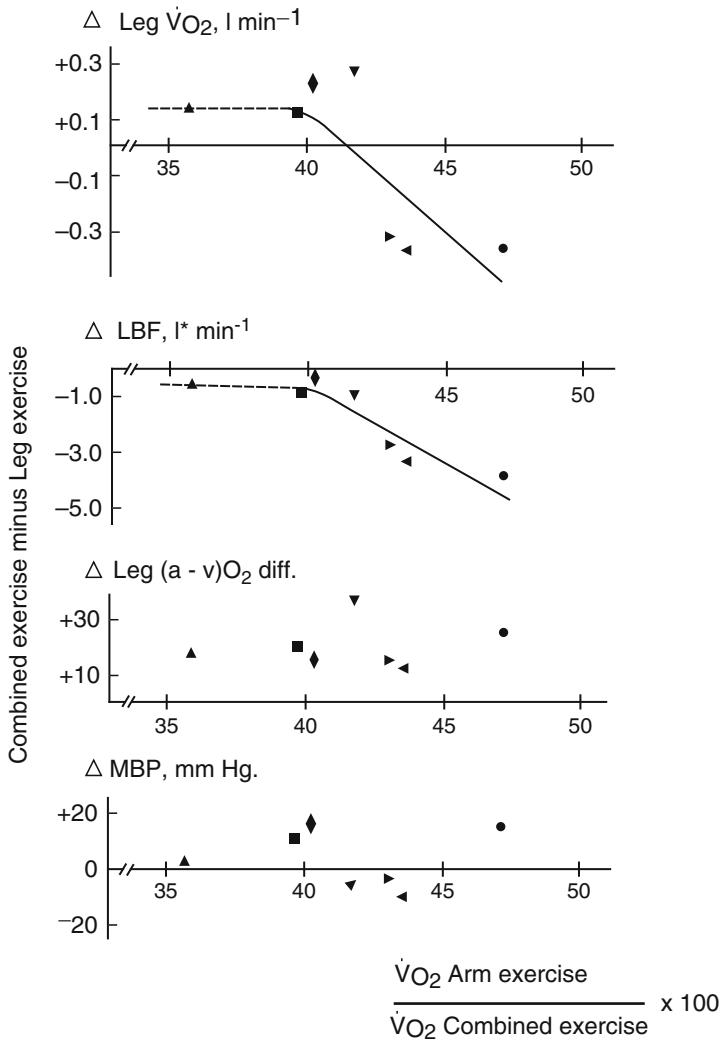 △ Leg V̇O2, l min−1
+0.3
+0.1
−0.1
−0.3
35 40 45 50
△ LBF, l* min-1
−1.0
−3.0
−5.0
35 40 45 50
△ Leg (a - v)O2 diff.
+30
+10
35 40 45 50
△ MBP, mm Hg.
+20
0
−20
35 40 45 50
Combined exercise minus Leg exercise
V̇O2 Arm exercise
V̇O2 Combined exercise
x 100